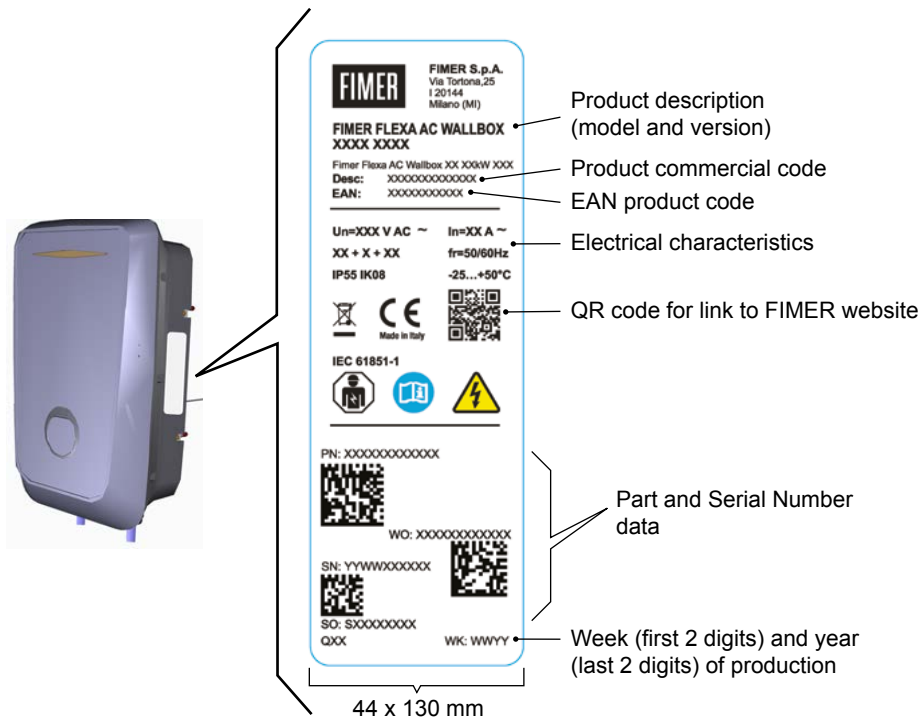 FIMER
FIMER S.p.A.
Via Tortona,25
I 20144
Milano (MI)
FIMER FLEXA AC WALLBOX
XXXX XXXX
Fimer Flexa AC Wallbox XX XXkW XXX
Desc: XXXXXXXXXXXXX
EAN: XXXXXXXXXXX
Un=XXX V AC ~ In=XX A ~
XX + X + XX fr=50/60Hz
IP55 IK08 -25...+50°C
CE
Made in Italy
IEC 61851-1
PN: XXXXXXXXXXXXX
WO: XXXXXXXXXXXXX
SN: YYWWXXXXXX
SO: SXXXXXXXX
QXX WK: WWYY
44 x 130 mm
Product description
(model and version)
Product commercial code
EAN product code
Electrical characteristics
QR code for link to FIMER website
Part and Serial Number
data
Week (first 2 digits) and year
(last 2 digits) of production